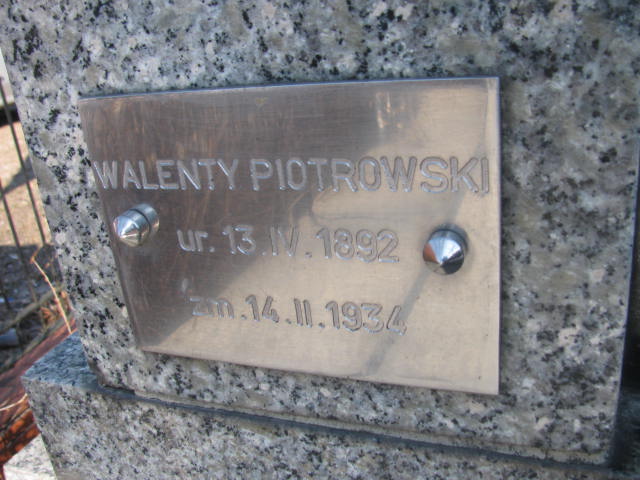 WALENTY PIOTROWSKI
ur. 13.IV.1892
zm.14.II.1934